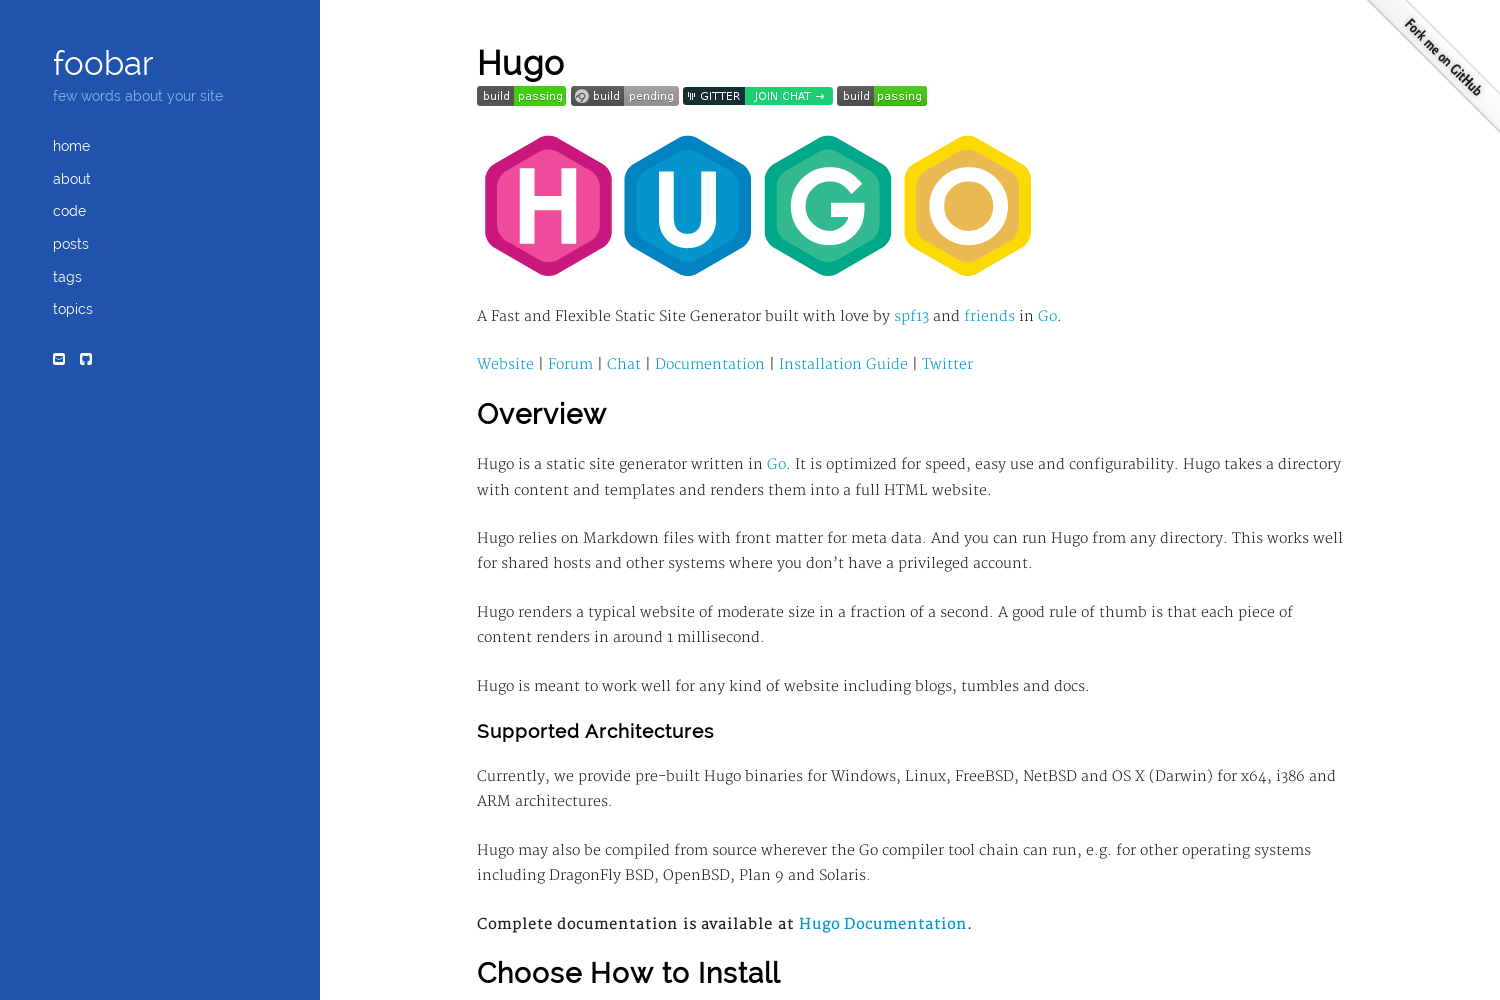 foobar
few words about your site
home
about
code
posts
tags
topics
Fork me on GitHub
Hugo
build passing build pending GITTER JOIN CHAT → build passing
HUGO
A Fast and Flexible Static Site Generator built with love by spf13 and friends in Go.
Website | Forum | Chat | Documentation | Installation Guide | Twitter
Overview
Hugo is a static site generator written in Go. It is optimized for speed, easy use and configurability. Hugo takes a directory
with content and templates and renders them into a full HTML website.
Hugo relies on Markdown files with front matter for meta data. And you can run Hugo from any directory. This works well
for shared hosts and other systems where you don’t have a privileged account.
Hugo renders a typical website of moderate size in a fraction of a second. A good rule of thumb is that each piece of
content renders in around 1 millisecond.
Hugo is meant to work well for any kind of website including blogs, tumbles and docs.
Supported Architectures
Currently, we provide pre-built Hugo binaries for Windows, Linux, FreeBSD, NetBSD and OS X (Darwin) for x64, i386 and
ARM architectures.
Hugo may also be compiled from source wherever the Go compiler tool chain can run, e.g. for other operating systems
including DragonFly BSD, OpenBSD, Plan 9 and Solaris.
Complete documentation is available at Hugo Documentation.
Choose How to Install